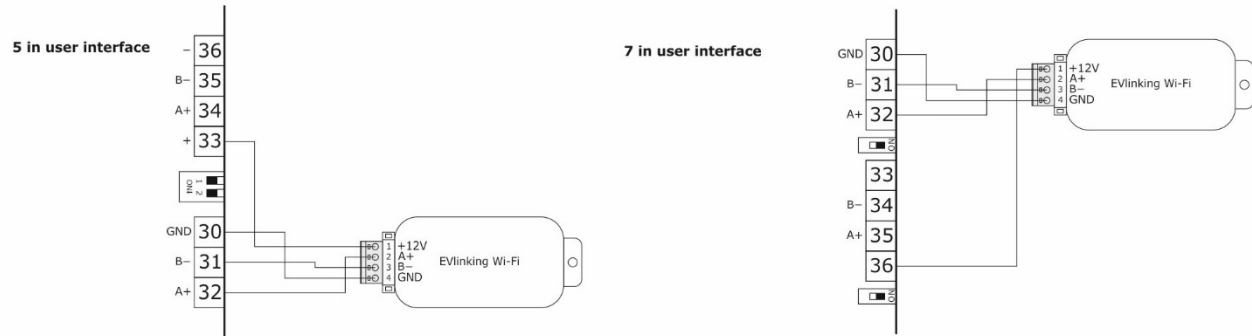 5 in user interface
- 36
B- 35
A+ 34
+ 33
ON↓ 1 2
GND 30
B- 31
A+ 32
1 +12V
2 A+
3 B-
4 GND
EVlinking Wi-Fi
7 in user interface
GND 30
B- 31
A+ 32
ON
33
B- 34
A+ 35
36
ON
1 +12V
2 A+
3 B-
4 GND
EVlinking Wi-Fi